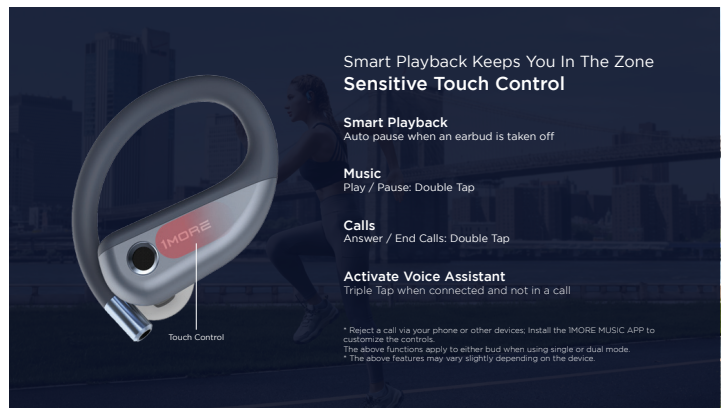 Smart Playback Keeps You In The Zone
Sensitive Touch Control
Smart Playback
Auto pause when an earbud is taken off
Music
Play / Pause: Double Tap
Calls
Answer / End Calls: Double Tap
Activate Voice Assistant
Triple Tap when connected and not in a call
* Reject a call via your phone or other devices; Install the 1MORE MUSIC APP to
customize the controls.
The above functions apply to either bud when using single or dual mode.
* The above features may vary slightly depending on the device.
1MORE
Touch Control